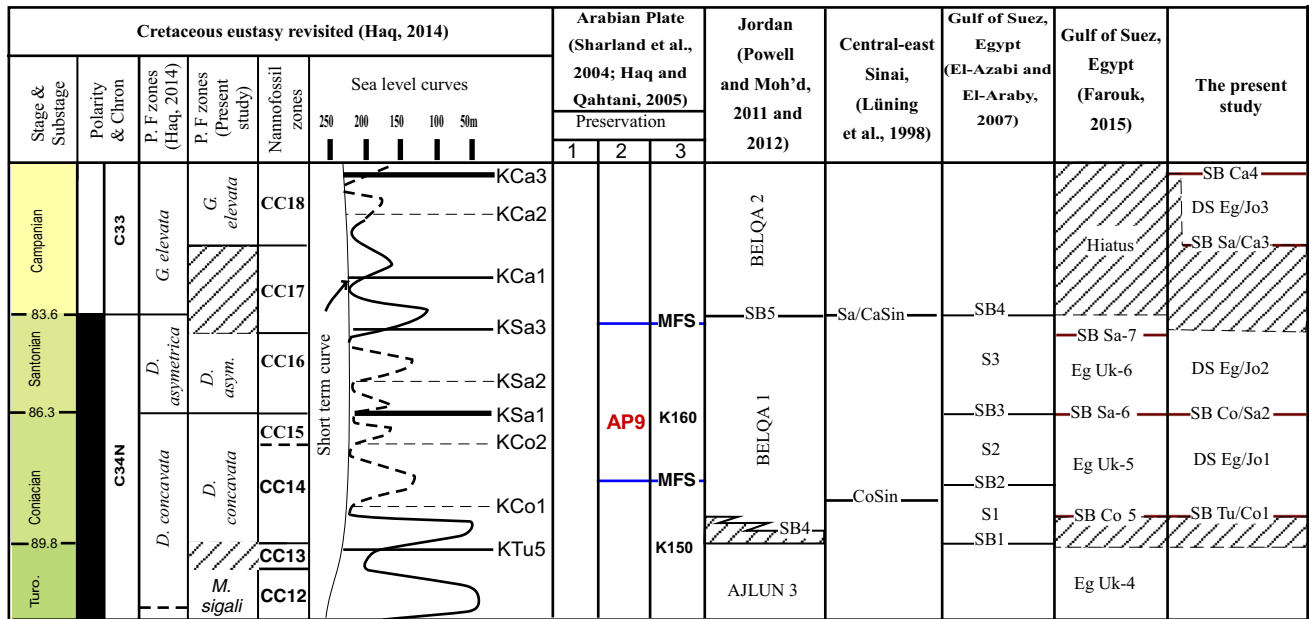 Cretaceous eustasy revisited (Haq, 2014)
Stage &
Substage
Polarity
& Chron
P. F zones
(Haq, 2014)
P. F zones
(Present
study)
Nannofossil
zones
Sea level curves
250
200
150
100
50m
Arabian Plate
(Sharland et al.,
2004; Haq and
Qahtani, 2005)
Preservation
1
2
3
Jordan
(Powell
and Moh'd,
2011 and
2012)
Central-east
Sinai,
(Lüning
et al., 1998)
Gulf of Suez,
Egypt
(El-Azabi and
El-Araby,
2007)
Gulf of Suez,
Egypt
(Farouk,
2015)
The present
study
Campanian
83.6
Santonian
86.3
Coniacian
89.8
Turo.
C33
C34N
G. elevata
D.
asymetrica
D. concavata
G.
elevata
D.
asym.
D.
concavata
M.
sigali
CC18
CC17
CC16
CC15
CC14
CC13
CC12
Short term curve
KCa3
KCa2
KCa1
KSa3
KSa2
KSa1
KCo2
KCo1
KTu5
AP9
MFS
K160
MFS
K150
BELQA 2
SB5
BELQA 1
SB4
AJLUN 3
Sa/CaSin
CoSin
SB4
S3
SB3
S2
SB2
S1
SB1
Hiatus
SB Sa-7
Eg Uk-6
SB Sa-6
Eg Uk-5
SB Co 5
Eg Uk-4
SB Ca4
DS Eg/Jo3
SB Sa/Ca3
DS Eg/Jo2
SB Co/Sa2
DS Eg/Jo1
SB Tu/Co1